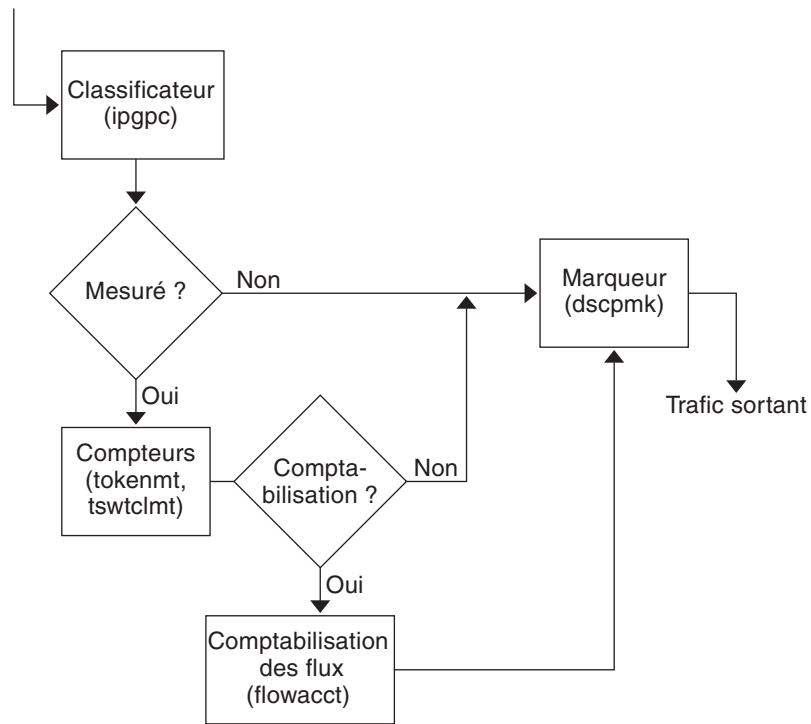 Classificateur
(ipgpc)
Mesuré ?
Non
Marqueur
(dscpmk)
Oui
Trafic sortant
Compteurs
(tokenmt,
tswtclmt)
Compta-
bilisation ?
Non
Oui
Comptabilisation
des flux
(flowacct)